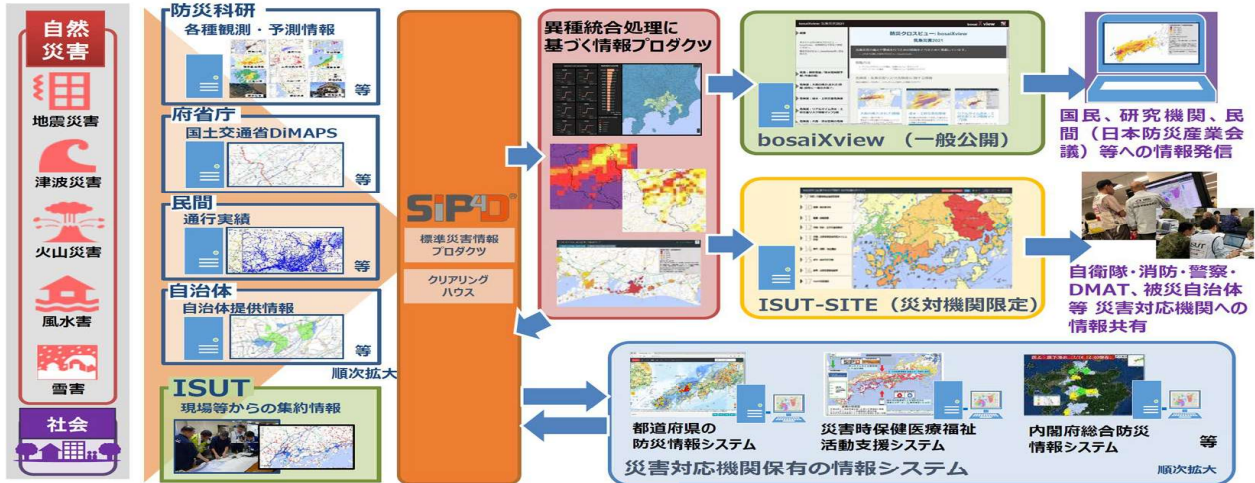 自然
災害
地震災害
津波災害
火山災害
風水害
雪害
社会
防災科研
各種観測・予測情報
等
府省庁
国土交通省DiMAPS
等
民間
通行実績
等
自治体
自治体提供情報
等
順次拡大
ISUT
現場等からの集約情報
SIP4D
標準災害情報
プロダクツ
クリアリング
ハウス
異種統合処理に
基づく情報プロダクツ
防災クロスビュー: bosaiXview
bosaiXview （一般公開）
ISUT-SITE（災対機関限定）
国民、研究機関、民
間（日本防災産業会
議）等への情報発信
自衛隊・消防・警察・
DMAT、被災自治体
等 災害対応機関への
情報共有
都道府県の
防災情報システム
災害時保健医療福祉
活動支援システム
内閣府総合防災
情報システム
等
災害対応機関保有の情報システム
順次拡大